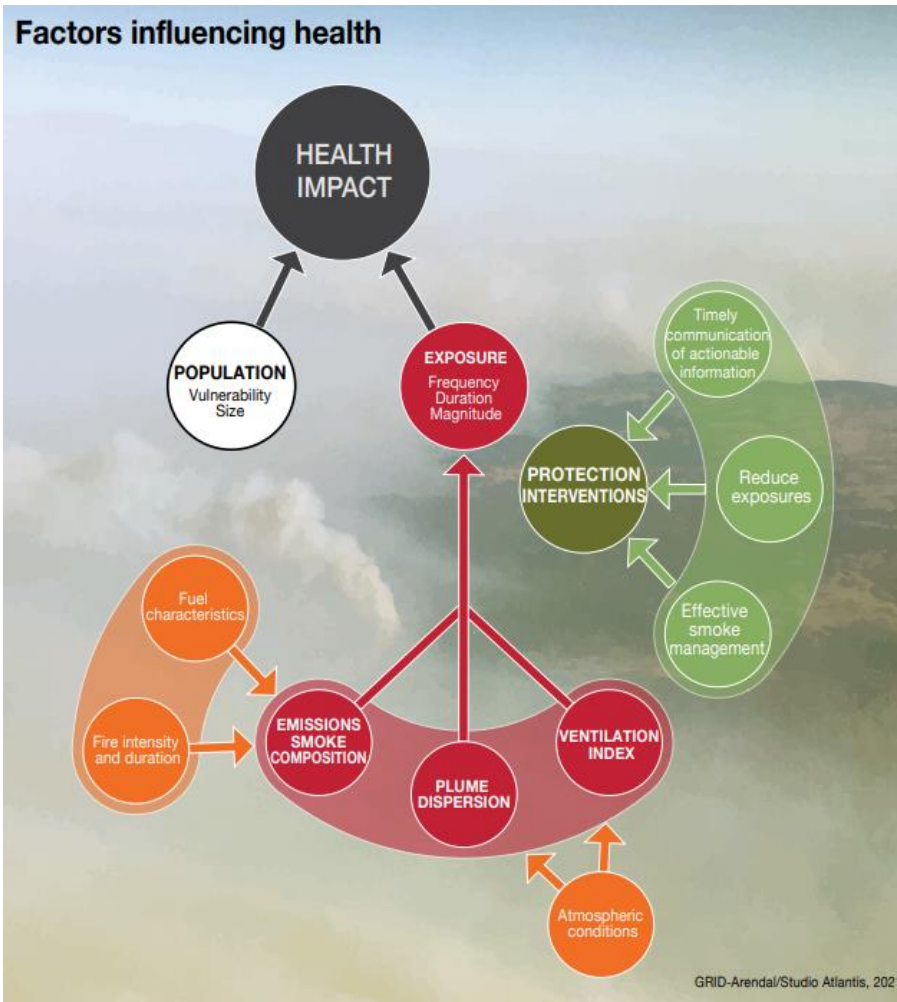 Factors influencing health
HEALTH
IMPACT
POPULATION
Vulnerability
Size
EXPOSURE
Frequency
Duration
Magnitude
Timely
communication
of actionable
information
PROTECTION
INTERVENTIONS
Reduce
exposures
Effective
smoke
management
Fuel
characteristics
Fire intensity
and duration
EMISSIONS
SMOKE
COMPOSITION
PLUME
DISPERSION
VENTILATION
INDEX
Atmospheric
conditions
GRID-Arendal/Studio Atlantis, 202